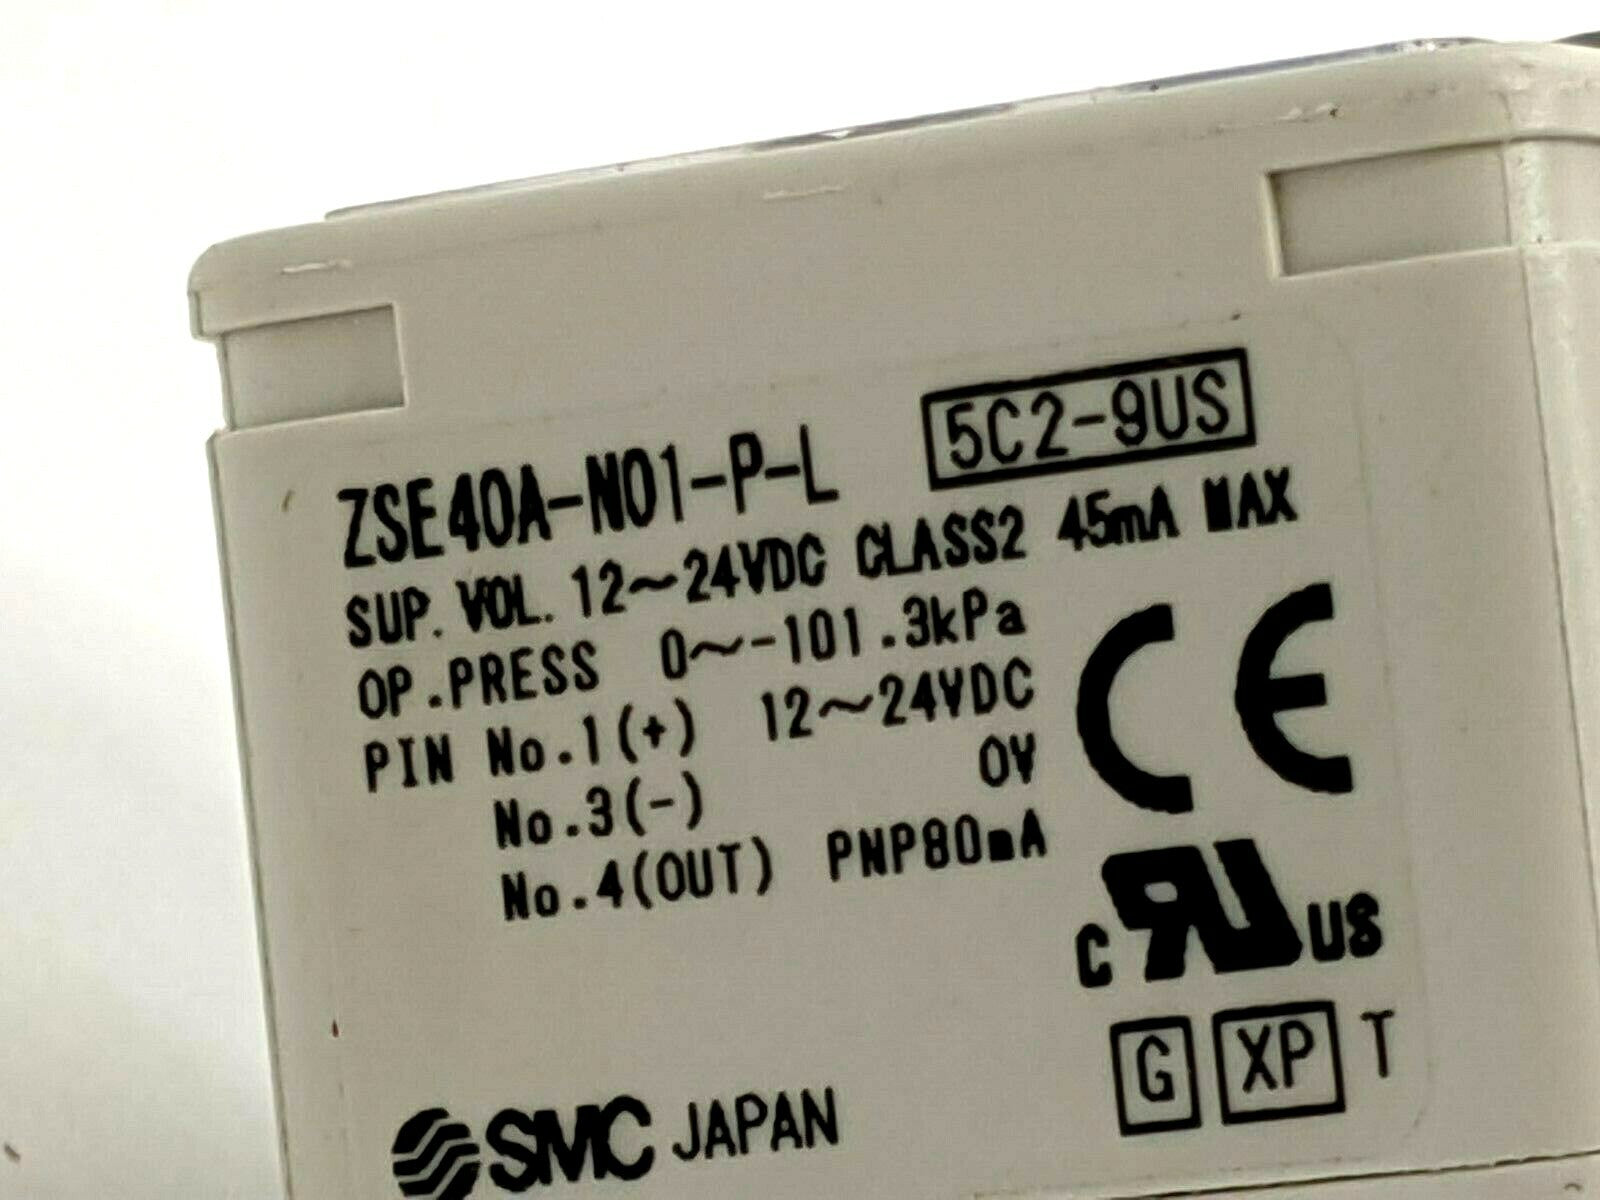 ZSE40A-N01-P-L 5C2-9US
SUP. VOL. 12~24VDC CLASS2 45mA MAX
OP.PRESS 0~-101.3kPa
PIN No.1(+) 12~24VDC
No.3(-) 0V
No.4(OUT) PNP80mA
CE
C RU US
G XP T
SMC JAPAN